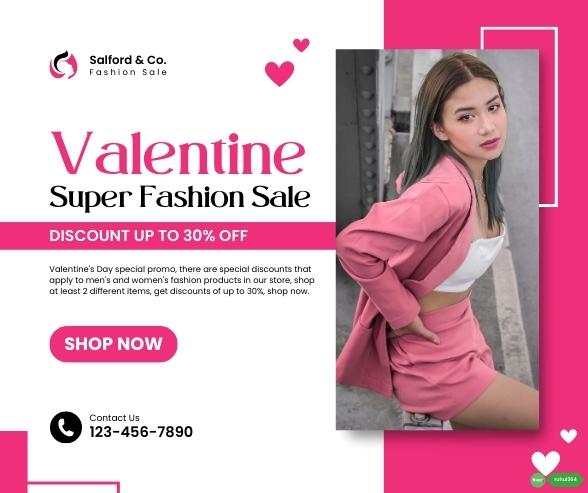 Salford & Co.
Fashion Sale
Valentine
Super Fashion Sale
DISCOUNT UP TO 30% OFF
Valentine's Day special promo, there are special discounts that
apply to men's and women's fashion products in our store, shop
at least 2 different items, get discounts of up to 30%, shop now.
SHOP NOW
Contact Us
123-456-7890
ruhul364